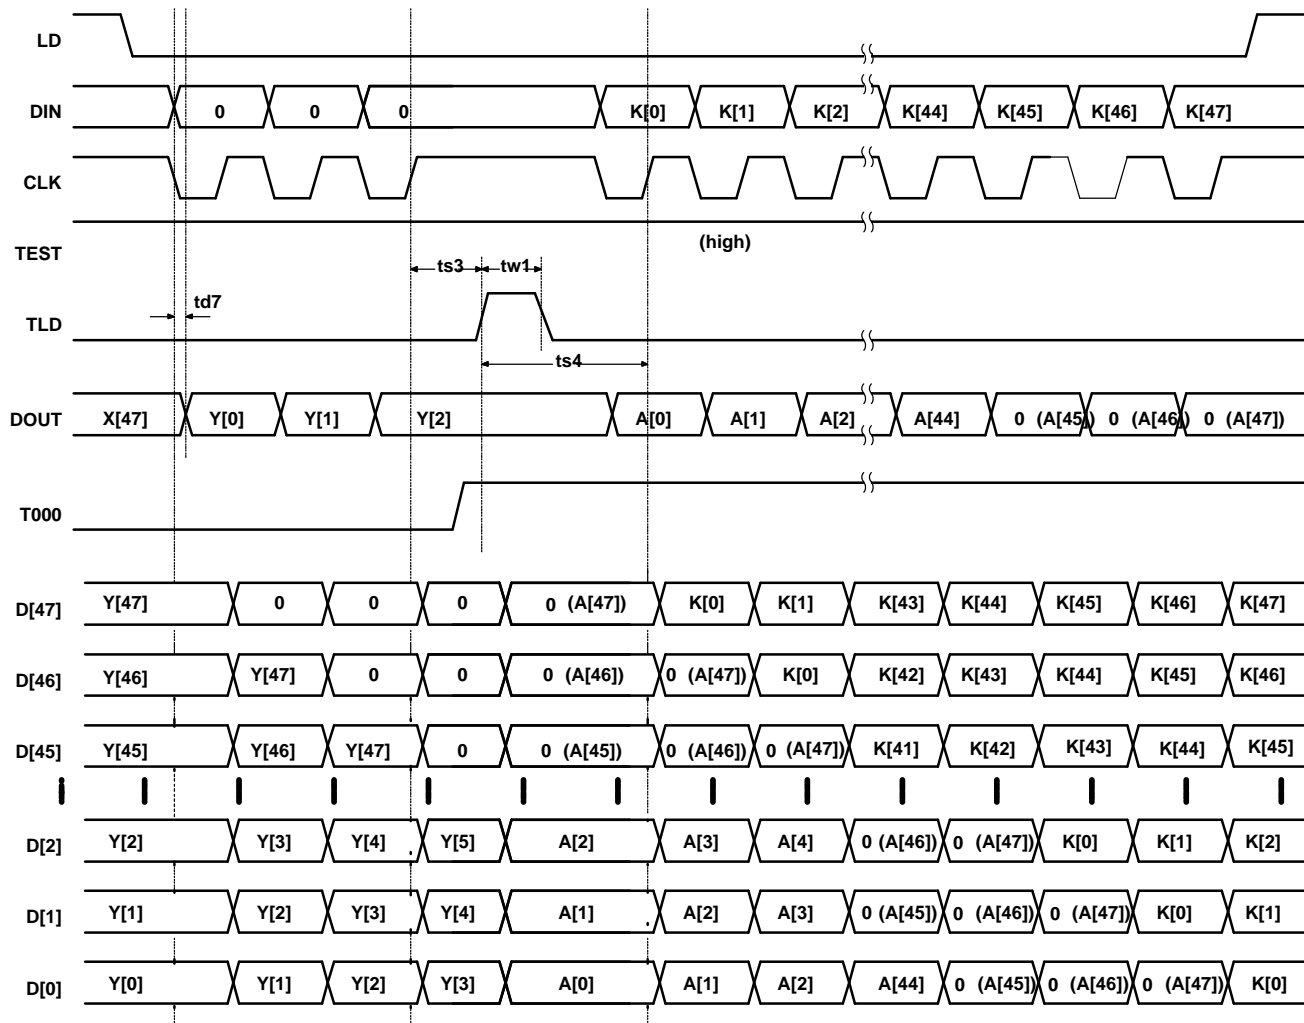 LD
DIN 0 0 0 K[0] K[1] K[2] K[44] K[45] K[46] K[47]
CLK
(high)
TEST
ts3 tw1
td7
TLD
ts4
DOUT X[47] Y[0] Y[1] Y[2] A[0] A[1] A[2] A[44] 0 (A[45]) 0 (A[46]) 0 (A[47])
T000
D[47] Y[47] 0 0 0 0 (A[47]) K[0] K[1] K[43] K[44] K[45] K[46] K[47]
D[46] Y[46] Y[47] 0 0 0 (A[46]) 0 (A[47]) K[0] K[42] K[43] K[44] K[45] K[46]
D[45] Y[45] Y[46] Y[47] 0 0 (A[45]) 0 (A[46]) 0 (A[47]) K[41] K[42] K[43] K[44] K[45]
D[2] Y[2] Y[3] Y[4] Y[5] A[2] A[3] A[4] 0 (A[46]) 0 (A[47]) K[0] K[1] K[2]
D[1] Y[1] Y[2] Y[3] Y[4] A[1] A[2] A[3] 0 (A[45]) 0 (A[46]) 0 (A[47]) K[0] K[1]
D[0] Y[0] Y[1] Y[2] Y[3] A[0] A[1] A[2] A[44] 0 (A[45]) 0 (A[46]) 0 (A[47]) K[0]